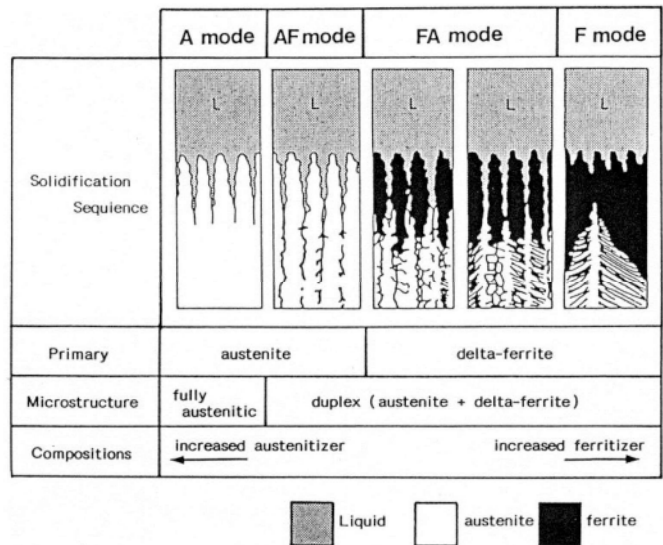 A mode AF mode FA mode F mode
L L L L L
Solidification
Sequience
Primary austenite delta-ferrite
Microstructure fully
austenitic duplex (austenite + delta-ferrite)
Compositions increased austenitizer increased ferritizer
Liquid austenite ferrite